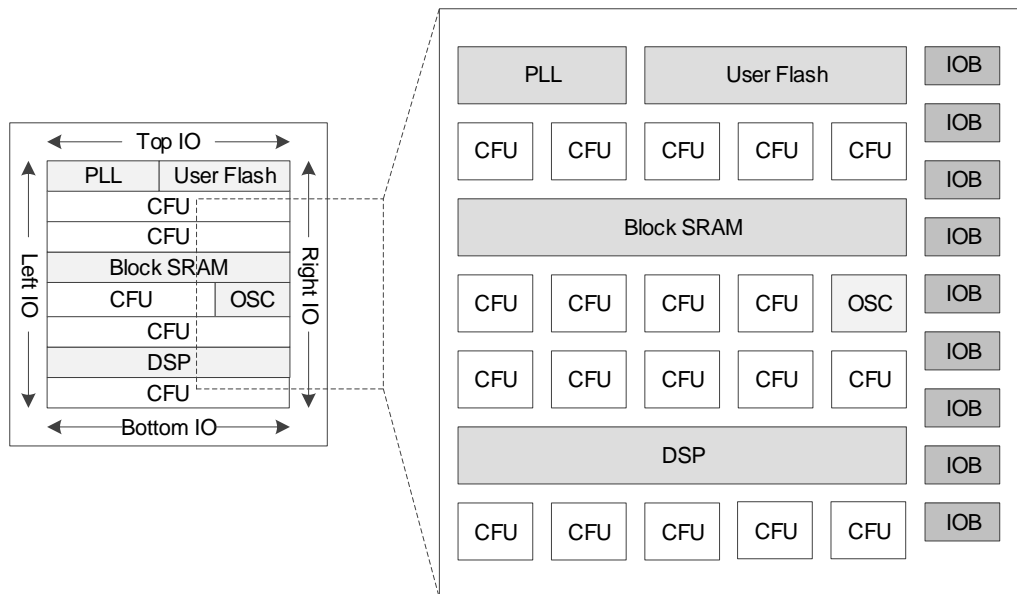 Top IO
PLL User Flash
CFU
CFU
Block SRAM
CFU OSC
CFU
DSP
CFU
Bottom IO
Left IO
Right IO
PLL User Flash IOB
IOB
CFU CFU CFU CFU CFU
IOB
Block SRAM IOB
CFU CFU CFU CFU OSC IOB
IOB
CFU CFU CFU CFU CFU
IOB
DSP IOB
CFU CFU CFU CFU CFU IOB